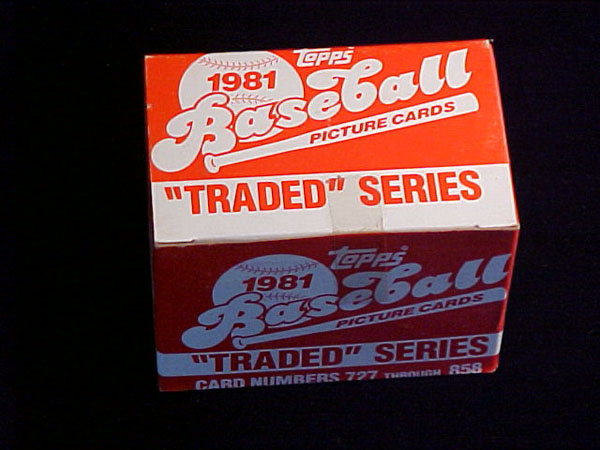 TOPPS
1981
Baseball
PICTURE CARDS
"TRADED" SERIES
TOPPS
1981
Baseball
PICTURE CARDS
"TRADED" SERIES
CARD NUMBERS 727 THROUGH 858